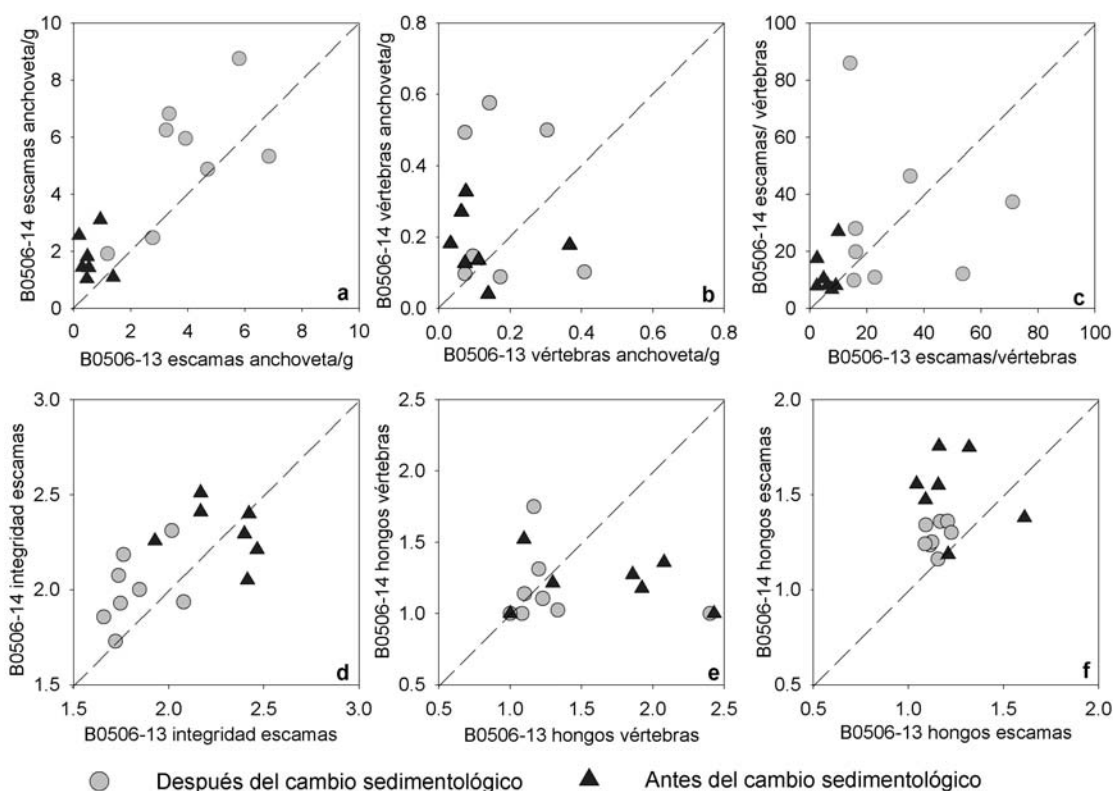 B0506-14 escamas anchoveta/g
10
8
6
4
2
0
0 2 4 6 8 10
a
B0506-13 escamas anchoveta/g
B0506-14 vértebras anchoveta/g
0.8
0.6
0.4
0.2
0.0
0.0 0.2 0.4 0.6 0.8
b
B0506-13 vértebras anchoveta/g
B0506-14 escamas/ vértebras
100
80
60
40
20
0
0 20 40 60 80 100
c
B0506-13 escamas/vértebras
B0506-14 integridad escamas
3.0
2.5
2.0
1.5
1.5 2.0 2.5 3.0
d
B0506-13 integridad escamas
B0506-14 hongos vértebras
2.5
2.0
1.5
1.0
0.5
0.5 1.0 1.5 2.0 2.5
e
B0506-13 hongos vértebras
B0506-14 hongos escamas
2.0
1.5
1.0
0.5
0.5 1.0 1.5 2.0
f
B0506-13 hongos escamas
Después del cambio sedimentológico
Antes del cambio sedimentológico